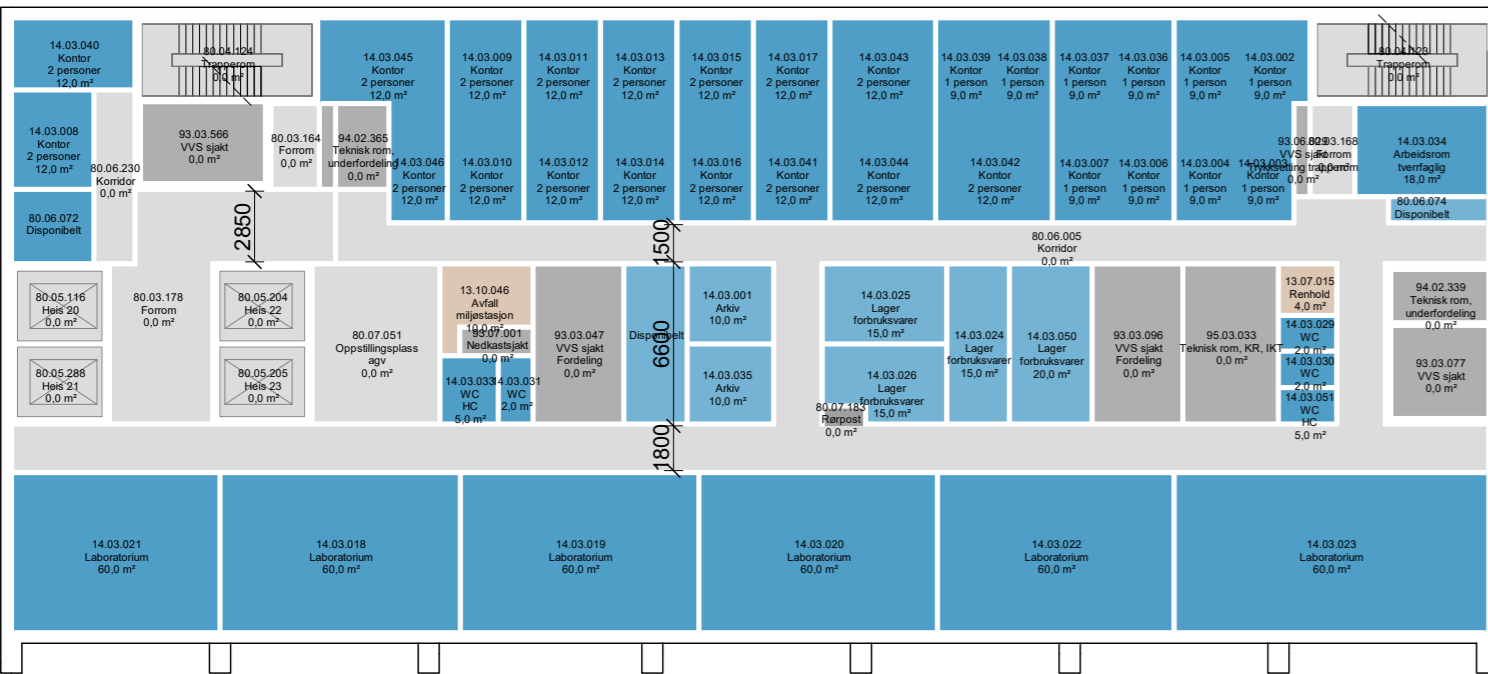 14.03.040
Kontor
2 personer
12,0 m²
80.04.124
Trapperom
0,0 m²
14.03.045
Kontor
2 personer
12,0 m²
14.03.009
Kontor
2 personer
12,0 m²
14.03.011
Kontor
2 personer
12,0 m²
14.03.013
Kontor
2 personer
12,0 m²
14.03.015
Kontor
2 personer
12,0 m²
14.03.017
Kontor
2 personer
12,0 m²
14.03.043
Kontor
2 personer
12,0 m²
14.03.039
Kontor
1 person
9,0 m²
14.03.038
Kontor
1 person
9,0 m²
14.03.037
Kontor
1 person
9,0 m²
14.03.036
Kontor
1 person
9,0 m²
14.03.005
Kontor
1 person
9,0 m²
14.03.002
Kontor
1 person
9,0 m²
80.04.123
Trapperom
0,0 m²
14.03.008
Kontor
2 personer
12,0 m²
80.06.230
Korridor
0,0 m²
93.03.566
VVS sjakt
0,0 m²
80.03.164
Forrom
0,0 m²
94.02.365
Teknisk rom,
underfordeling
0,0 m²
14.03.046
Kontor
2 personer
12,0 m²
14.03.010
Kontor
2 personer
12,0 m²
14.03.012
Kontor
2 personer
12,0 m²
14.03.014
Kontor
2 personer
12,0 m²
14.03.016
Kontor
2 personer
12,0 m²
14.03.041
Kontor
2 personer
12,0 m²
14.03.044
Kontor
2 personer
12,0 m²
14.03.042
Kontor
2 personer
12,0 m²
14.03.007
Kontor
1 person
9,0 m²
14.03.006
Kontor
1 person
9,0 m²
14.03.004
Kontor
1 person
9,0 m²
14.03.003
Kontor
1 person
9,0 m²
VVS sjakt
Trykksetting trapperom
0,0 m²
80.03.168
Forrom
0,0 m²
14.03.034
Arbeidsrom
tverrfaglig
18,0 m²
80.06.072
Disponibelt
2850
1500
80.06.005
Korridor
0,0 m²
80.06.074
Disponibelt
80.05.116
Heis 20
0,0 m²
80.03.178
Forrom
0,0 m²
80.05.204
Heis 22
0,0 m²
80.07.051
Oppstillingsplass
agv
0,0 m²
13.10.046
Avfall
miljøstasjon
10,0 m²
93.07.001
Nedkastsjakt
0,0 m²
93.03.047
VVS sjakt
Fordeling
0,0 m²
Disponibelt
6600
14.03.001
Arkiv
10,0 m²
14.03.025
Lager
forbruksvarer
15,0 m²
14.03.024
Lager
forbruksvarer
15,0 m²
14.03.050
Lager
forbruksvarer
20,0 m²
93.03.096
VVS sjakt
Fordeling
0,0 m²
95.03.033
Teknisk rom, KR, IKT
0,0 m²
13.07.015
Renhold
4,0 m²
14.03.029
WC
2,0 m²
14.03.030
WC
2,0 m²
14.03.051
WC
HC
5,0 m²
94.02.339
Teknisk rom,
underfordeling
0,0 m²
93.03.077
VVS sjakt
0,0 m²
80.05.288
Heis 21
0,0 m²
80.05.205
Heis 23
0,0 m²
14.03.033
WC
HC
5,0 m²
14.03.031
WC
2,0 m²
14.03.035
Arkiv
10,0 m²
14.03.026
Lager
forbruksvarer
15,0 m²
80.07.183
Rørpost
0,0 m²
1800
14.03.021
Laboratorium
60,0 m²
14.03.018
Laboratorium
60,0 m²
14.03.019
Laboratorium
60,0 m²
14.03.020
Laboratorium
60,0 m²
14.03.022
Laboratorium
60,0 m²
14.03.023
Laboratorium
60,0 m²